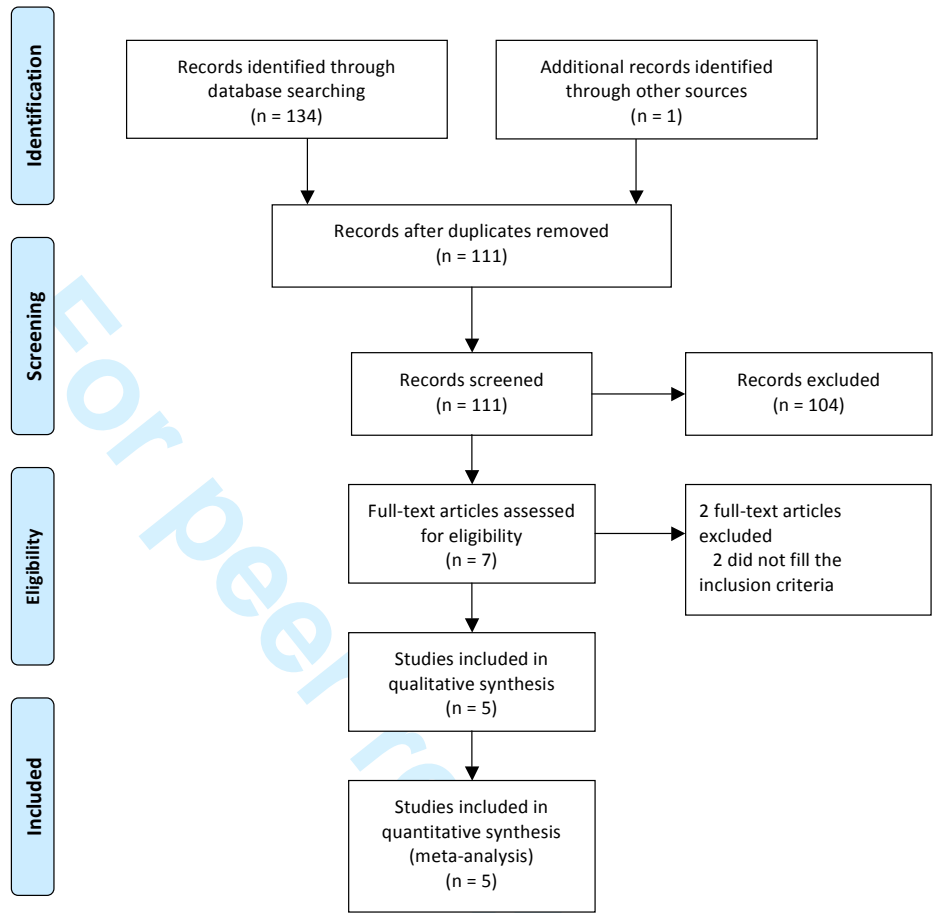 Identification
Records identified through
database searching
(n = 134)
Additional records identified
through other sources
(n = 1)
Records after duplicates removed
(n = 111)
Screening
Records screened
(n = 111)
Records excluded
(n = 104)
Eligibility
Full-text articles assessed
for eligibility
(n = 7)
2 full-text articles
excluded
2 did not fill the
inclusion criteria
Studies included in
qualitative synthesis
(n = 5)
Included
Studies included in
quantitative synthesis
(meta-analysis)
(n = 5)
For peer